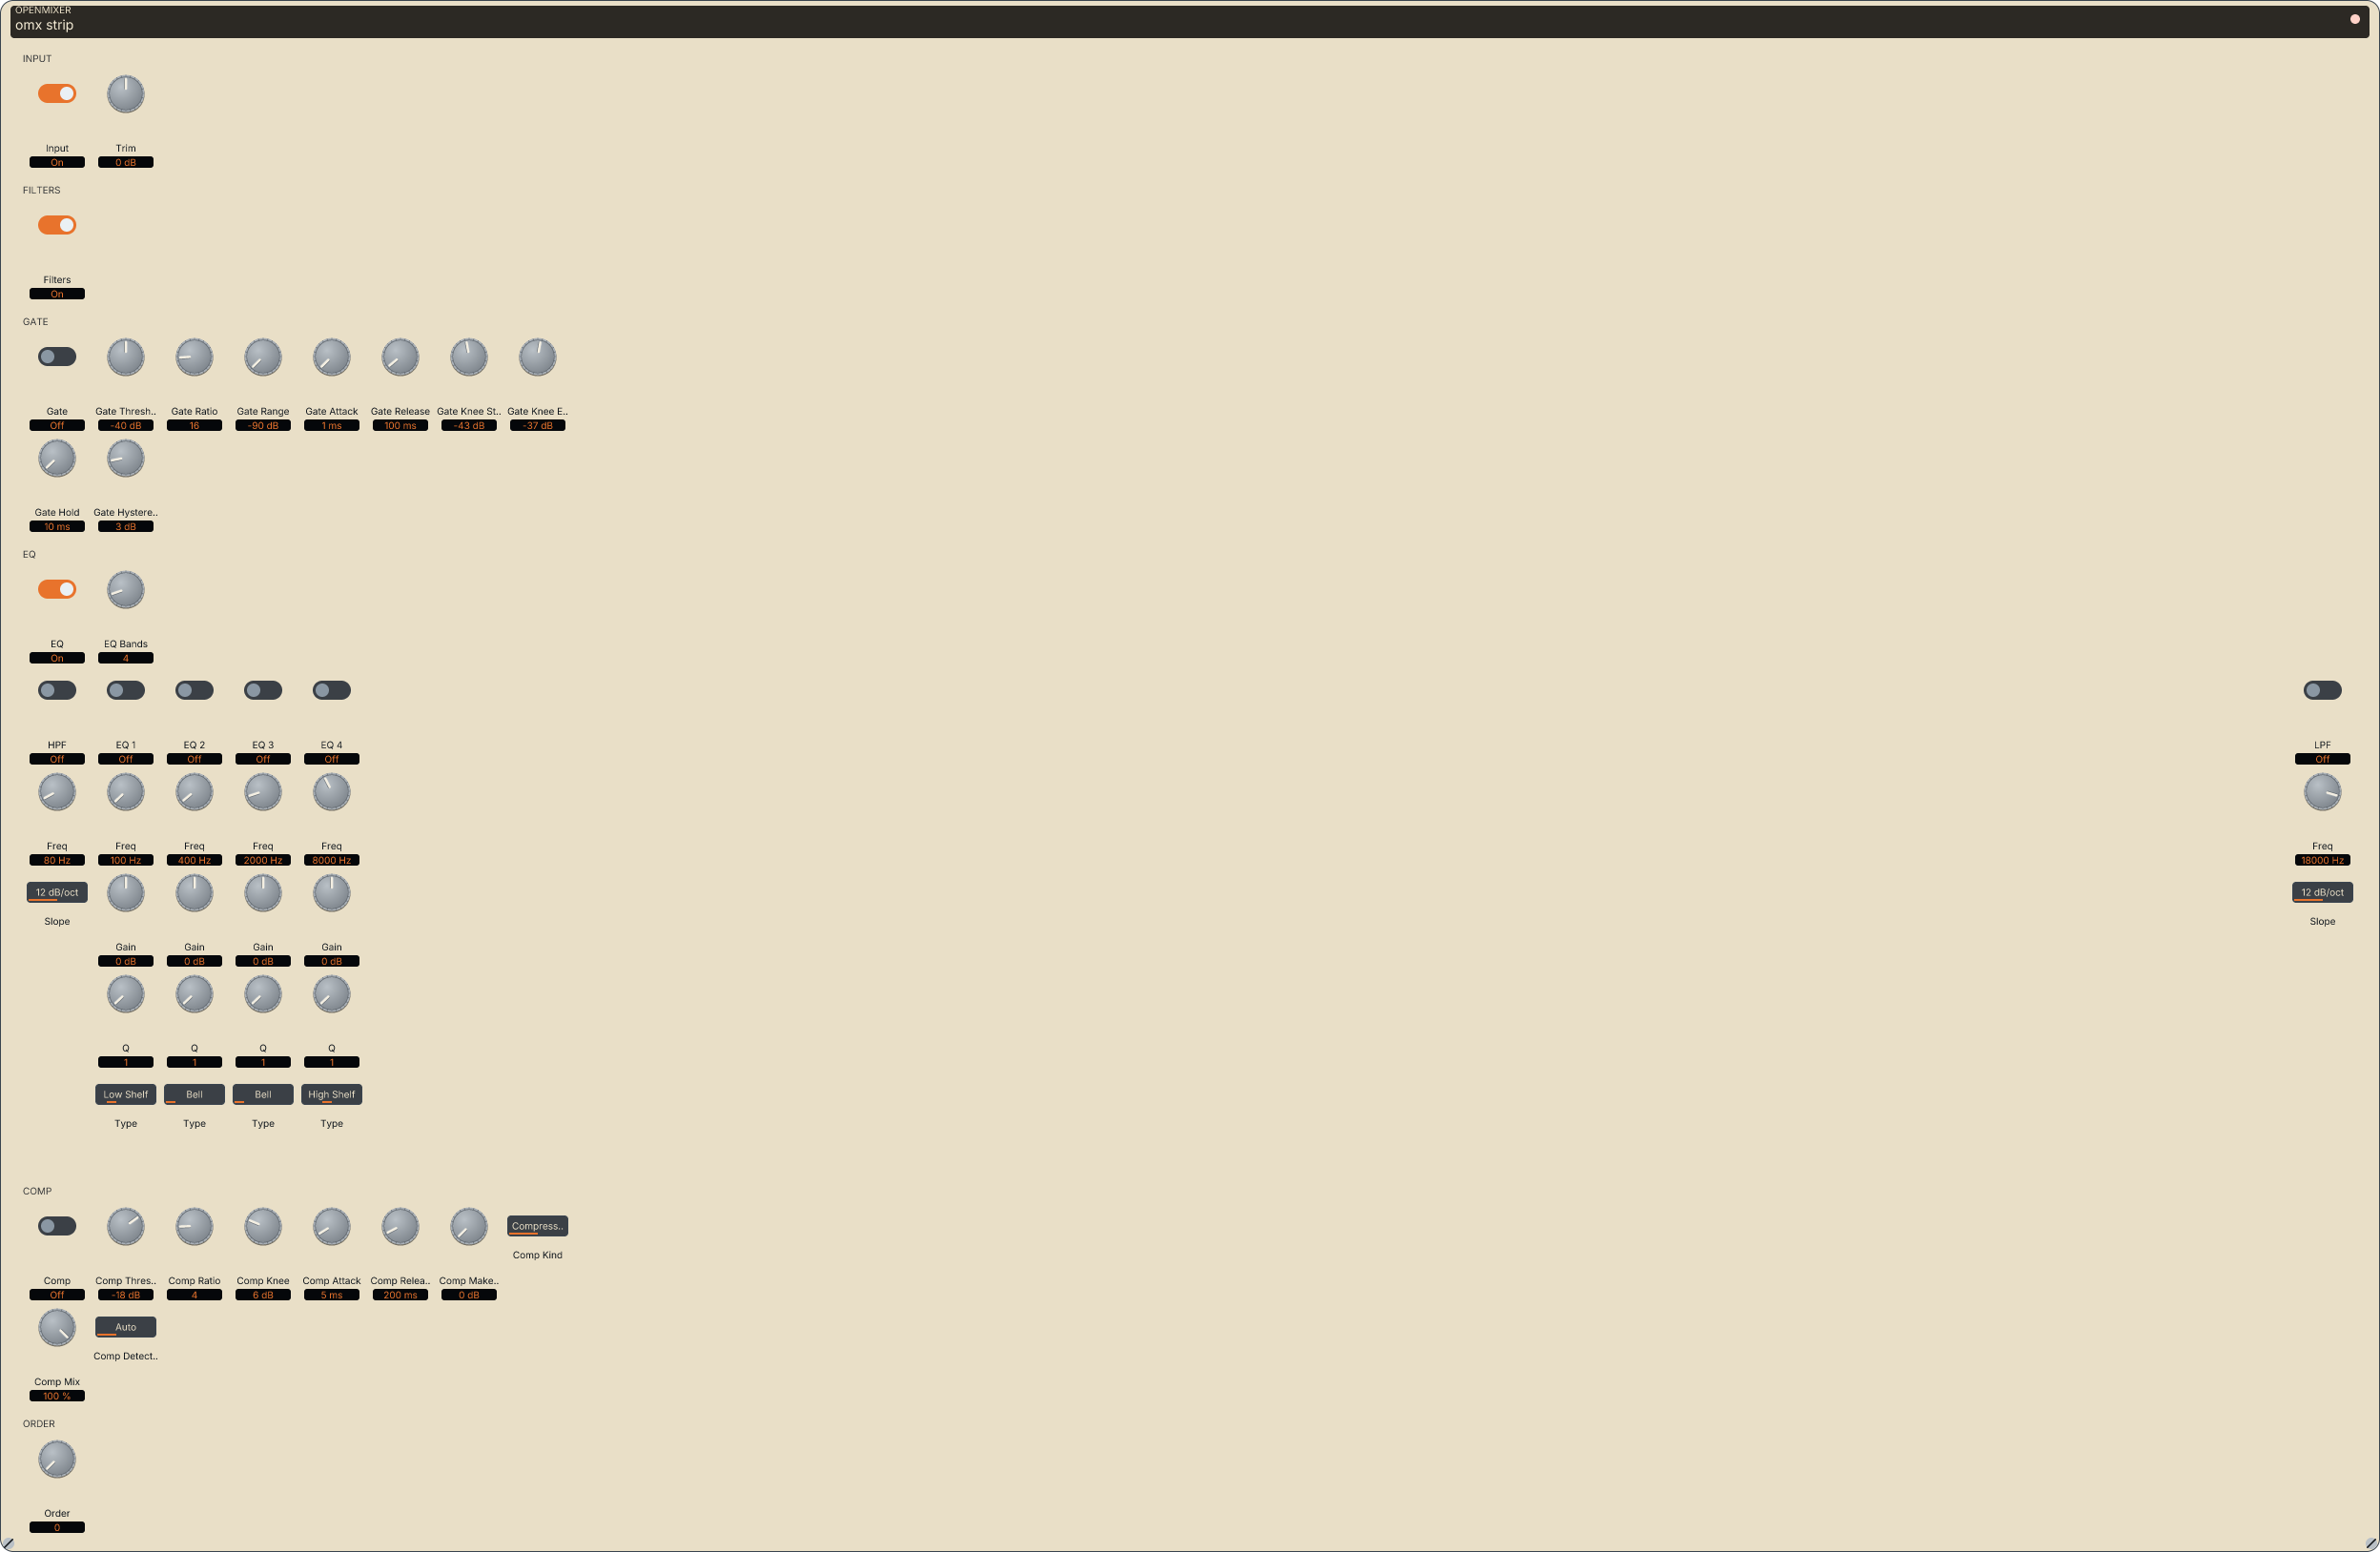 OPENMIXER
omx strip
INPUT
Input Trim
On 0 dB
FILTERS
Filters
On
GATE
Gate Gate Thresh.. Gate Ratio Gate Range Gate Attack Gate Release Gate Knee St.. Gate Knee E..
Off -40 dB 16 -90 dB 1 ms 100 ms -43 dB -37 dB
Gate Hold Gate Hystere..
10 ms 3 dB
EQ
EQ EQ Bands
On 4
HPF EQ 1 EQ 2 EQ 3 EQ 4 LPF
Off Off Off Off Off Off
Freq Freq Freq Freq Freq Freq
80 Hz 100 Hz 400 Hz 2000 Hz 8000 Hz 18000 Hz
12 dB/oct 12 dB/oct
Slope Slope
Gain Gain Gain Gain
0 dB 0 dB 0 dB 0 dB
Q Q Q Q
1 1 1 1
Low Shelf Bell Bell High Shelf
Type Type Type Type
COMP
Compress..
Comp Kind
Comp Comp Thres.. Comp Ratio Comp Knee Comp Attack Comp Relea.. Comp Make..
Off -18 dB 4 6 dB 5 ms 200 ms 0 dB
Auto
Comp Detect..
Comp Mix
100 %
ORDER
Order
0